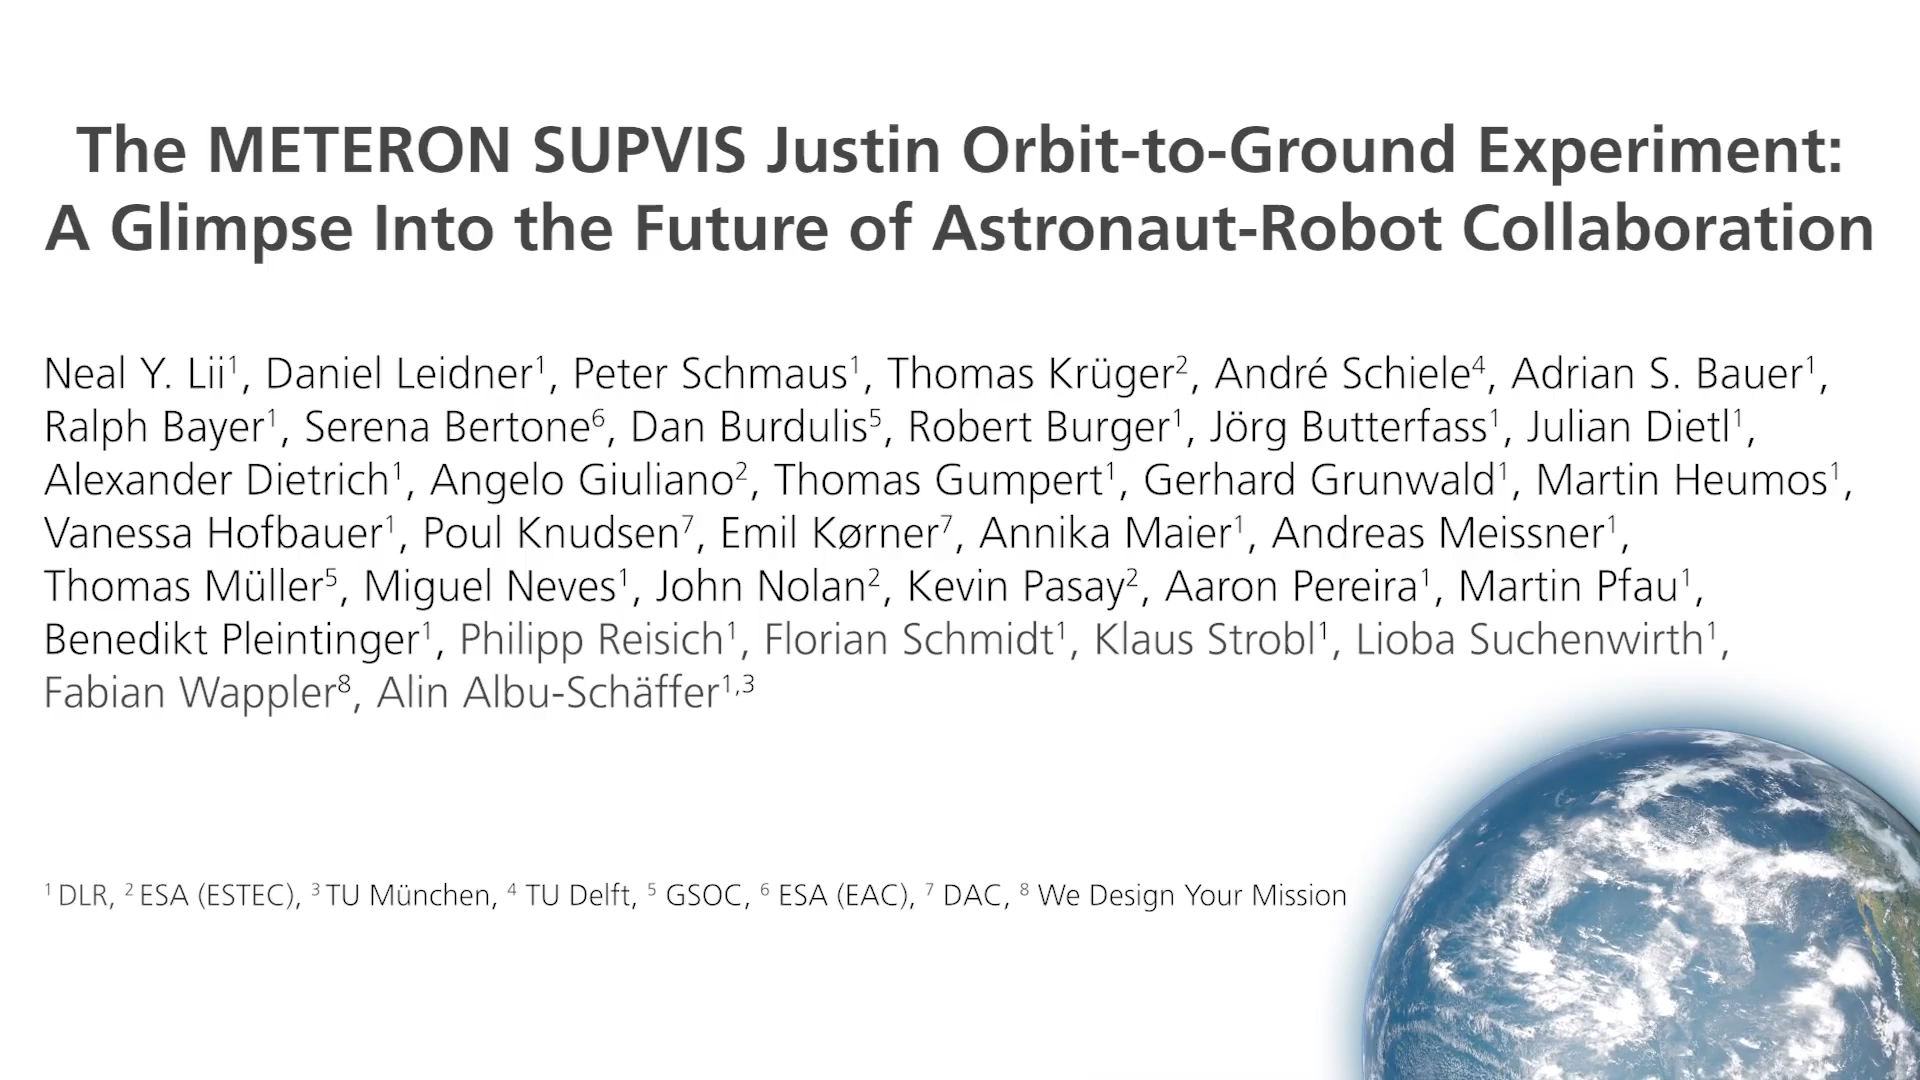 The METERON SUPVIS Justin Orbit-to-Ground Experiment:
A Glimpse Into the Future of Astronaut-Robot Collaboration
Neal Y. Lii¹, Daniel Leidner¹, Peter Schmaus¹, Thomas Krüger², André Schiele⁴, Adrian S. Bauer¹,
Ralph Bayer¹, Serena Bertone⁶, Dan Burdulis⁵, Robert Burger¹, Jörg Butterfass¹, Julian Dietl¹,
Alexander Dietrich¹, Angelo Giuliano², Thomas Gumpert¹, Gerhard Grunwald¹, Martin Heumos¹,
Vanessa Hofbauer¹, Poul Knudsen⁷, Emil Kørner⁷, Annika Maier¹, Andreas Meissner¹,
Thomas Müller⁵, Miguel Neves¹, John Nolan², Kevin Pasay², Aaron Pereira¹, Martin Pfau¹,
Benedikt Pleintinger¹, Philipp Reisich¹, Florian Schmidt¹, Klaus Strobl¹, Lioba Suchenwirth¹,
Fabian Wappler⁸, Alin Albu-Schäffer¹,³
¹ DLR, ² ESA (ESTEC), ³ TU München, ⁴ TU Delft, ⁵ GSOC, ⁶ ESA (EAC), ⁷ DAC, ⁸ We Design Your Mission